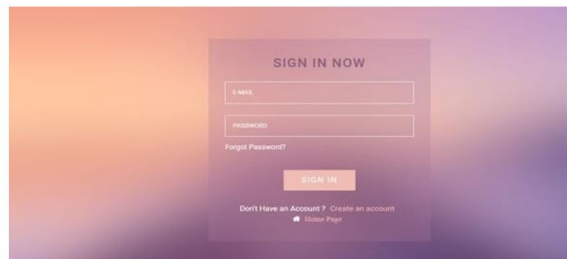 SIGN IN NOW
E-MAIL
PASSWORD
Forgot Password?
SIGN IN
Don't Have an Account ? Create an account
Home Page